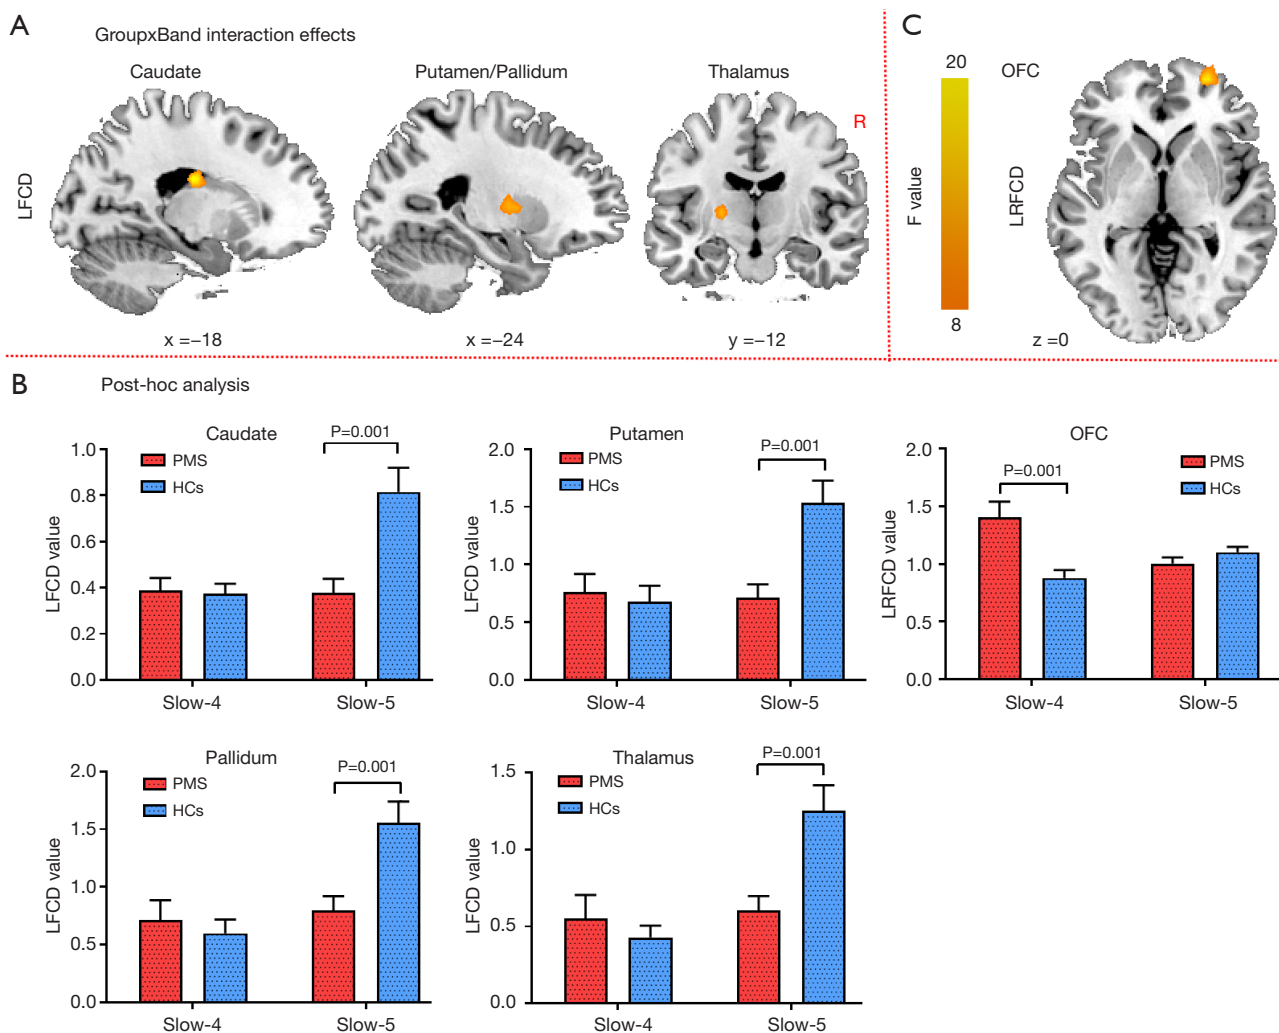 A
GroupxBand interaction effects
Caudate
Putamen/Pallidum
Thalamus
R
LFCD
x =–18
x =–24
y =–12
C
20
F value
8
OFC
LRFCD
z =0
B
Post-hoc analysis
Caudate
P=0.001
PMS
HCs
LFCD value
1.0
0.8
0.6
0.4
0.2
0.0
Slow-4
Slow-5
Putamen
P=0.001
PMS
HCs
LFCD value
2.0
1.5
1.0
0.5
0.0
Slow-4
Slow-5
OFC
P=0.001
PMS
HCs
LRFCD value
2.0
1.5
1.0
0.5
0.0
Slow-4
Slow-5
Pallidum
P=0.001
PMS
HCs
LFCD value
2.0
1.5
1.0
0.5
0.0
Slow-4
Slow-5
Thalamus
P=0.001
PMS
HCs
LFCD value
1.5
1.0
0.5
0.0
Slow-4
Slow-5